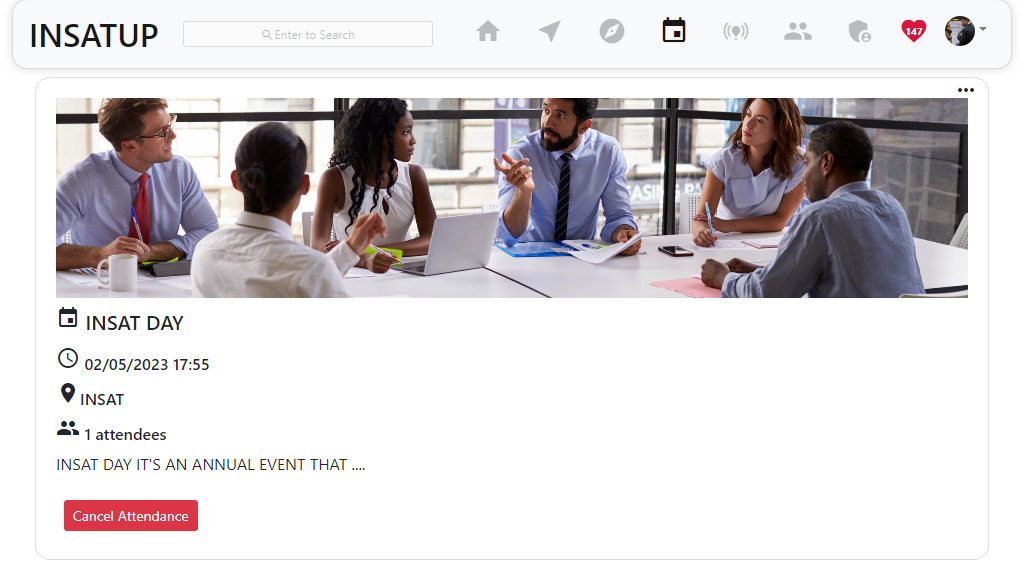 INSATUP
Enter to Search
147
INSAT DAY
02/05/2023 17:55
INSAT
1 attendees
INSAT DAY IT'S AN ANNUAL EVENT THAT ....
Cancel Attendance